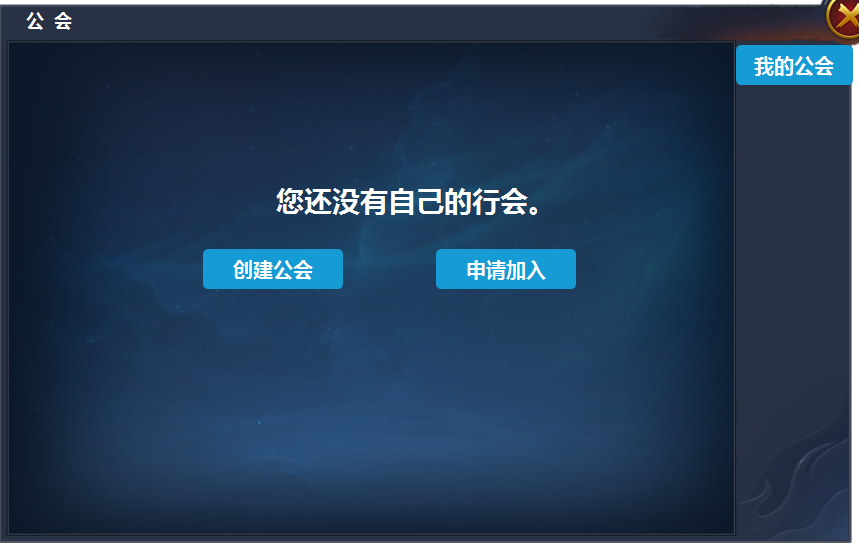 公 会
我的公会
您还没有自己的行会。
创建公会
申请加入